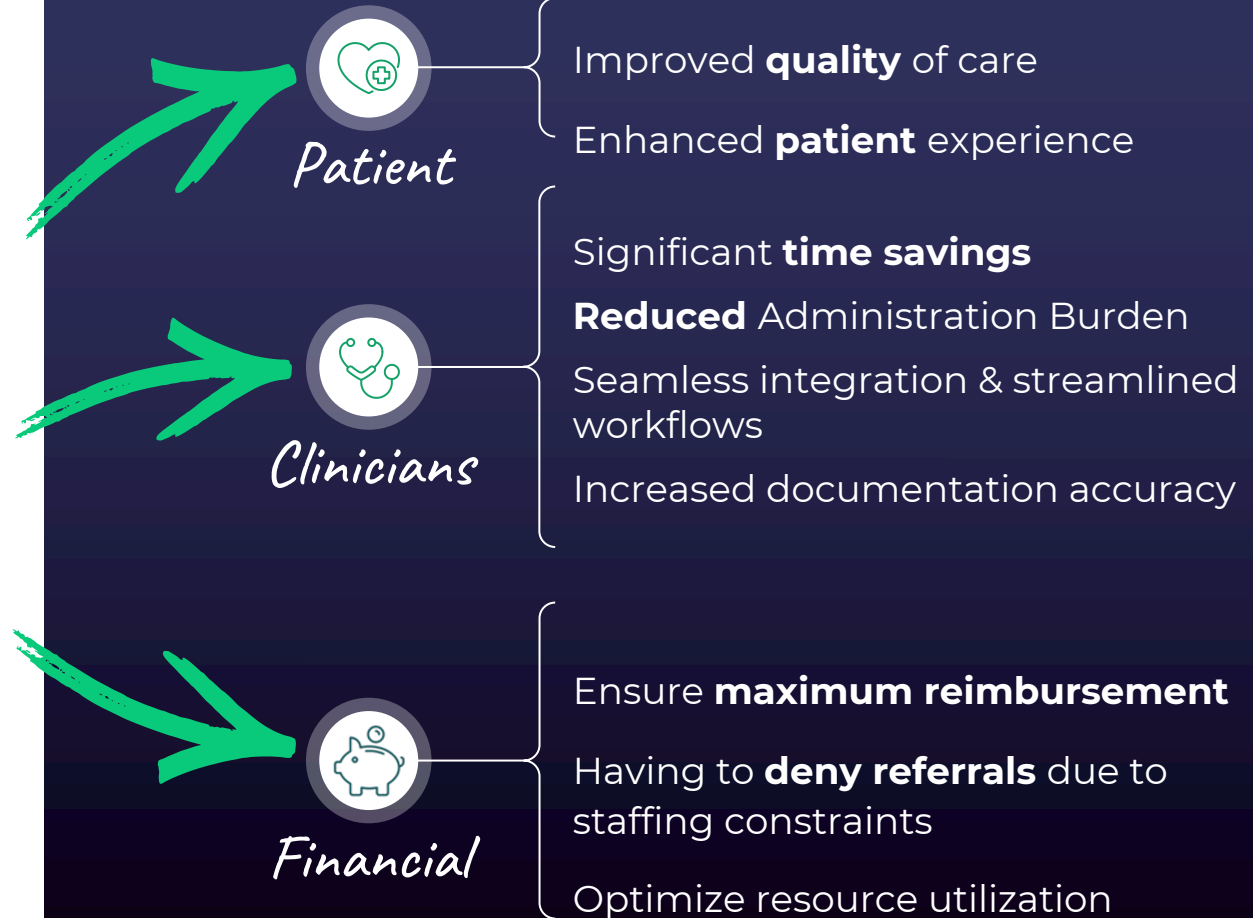 Improved quality of care
Enhanced patient experience
Patient
Significant time savings
Reduced Administration Burden
Seamless integration & streamlined
workflows
Increased documentation accuracy
Clinicians
Ensure maximum reimbursement
Having to deny referrals due to
staffing constraints
Optimize resource utilization
Financial